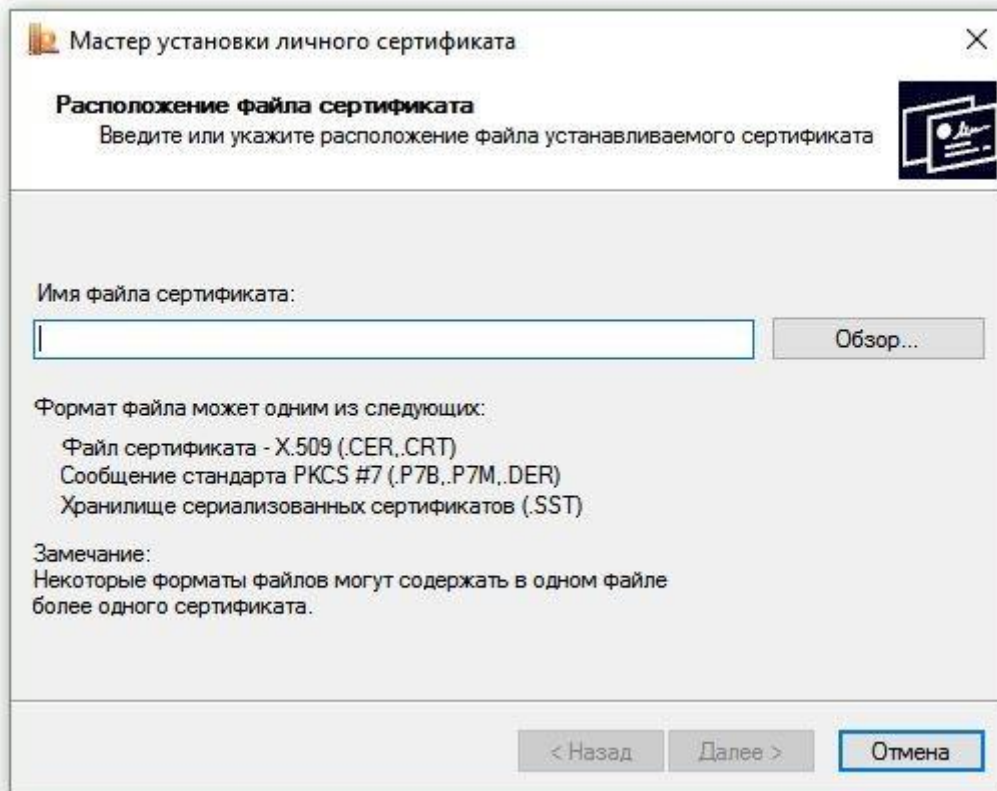 Мастер установки личного сертификата
Расположение файла сертификата
Введите или укажите расположение файла устанавливаемого сертификата
Имя файла сертификата:
Обзор...
Формат файла может одним из следующих:
Файл сертификата - X.509 (.CER,.CRT)
Сообщение стандарта PKCS #7 (.P7B,.P7M,.DER)
Хранилище сериализованных сертификатов (.SST)
Замечание:
Некоторые форматы файлов могут содержать в одном файле
более одного сертификата.
< Назад
Далее >
Отмена